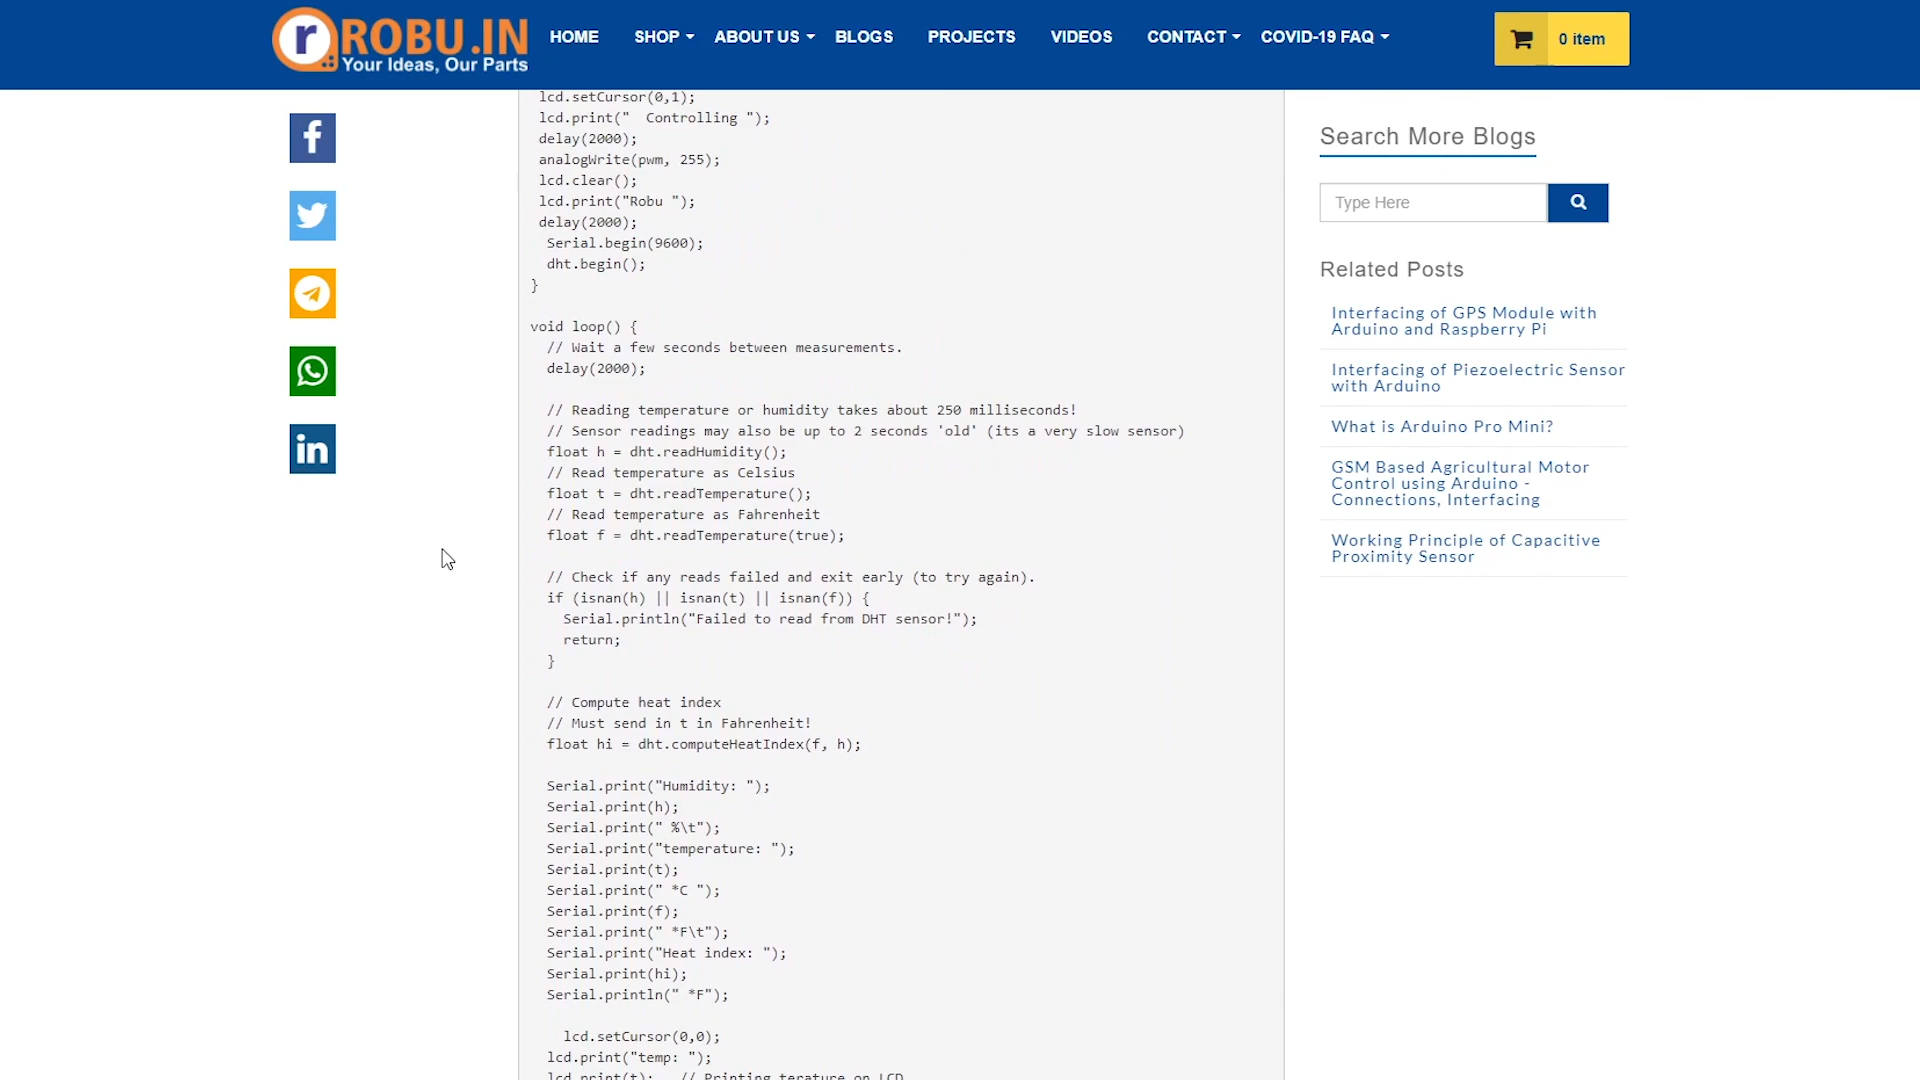 ROBU.IN
Your Ideas, Our Parts
HOME SHOP ABOUT US BLOGS PROJECTS VIDEOS CONTACT COVID-19 FAQ
0 item
lcd.setCursor(0,1);
lcd.print("  Controlling ");
delay(2000);
analogWrite(pwm, 255);
lcd.clear();
lcd.print("Robu ");
delay(2000);
Serial.begin(9600);
dht.begin();
}
void loop() {
// Wait a few seconds between measurements.
delay(2000);
// Reading temperature or humidity takes about 250 milliseconds!
// Sensor readings may also be up to 2 seconds 'old' (its a very slow sensor)
float h = dht.readHumidity();
// Read temperature as Celsius
float t = dht.readTemperature();
// Read temperature as Fahrenheit
float f = dht.readTemperature(true);
// Check if any reads failed and exit early (to try again).
if (isnan(h) || isnan(t) || isnan(f)) {
Serial.println("Failed to read from DHT sensor!");
return;
}
// Compute heat index
// Must send in t in Fahrenheit!
float hi = dht.computeHeatIndex(f, h);
Serial.print("Humidity: ");
Serial.print(h);
Serial.print(" %\t");
Serial.print("temperature: ");
Serial.print(t);
Serial.print(" *C ");
Serial.print(f);
Serial.print(" *F\t");
Serial.print("Heat index: ");
Serial.print(hi);
Serial.println(" *F");
lcd.setCursor(0,0);
lcd.print("temp: ");
lcd.print(t);   // Printing terature on LCD
Search More Blogs
Type Here
Related Posts
Interfacing of GPS Module with
Arduino and Raspberry Pi
Interfacing of Piezoelectric Sensor
with Arduino
What is Arduino Pro Mini?
GSM Based Agricultural Motor
Control using Arduino -
Connections, Interfacing
Working Principle of Capacitive
Proximity Sensor